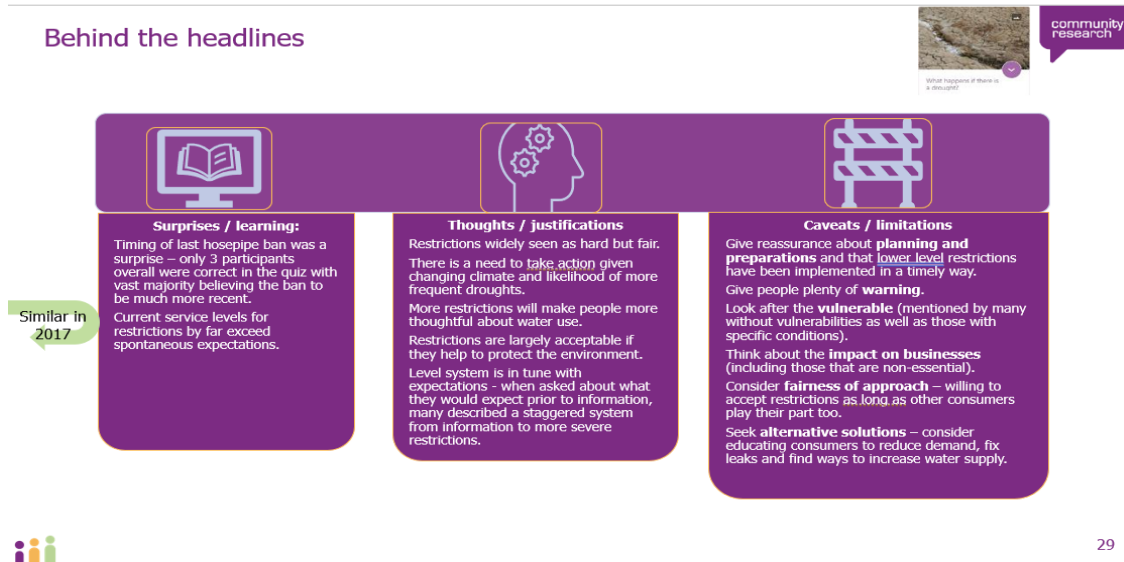 Behind the headlines
What happens if there is
a drought?
community
research
Surprises / learning:
Timing of last hosepipe ban was a
surprise – only 3 participants
overall were correct in the quiz with
vast majority believing the ban to
be much more recent.
Current service levels for
restrictions by far exceed
spontaneous expectations.
Similar in
2017
Thoughts / justifications
Restrictions widely seen as hard but fair.
There is a need to take action given
changing climate and likelihood of more
frequent droughts.
More restrictions will make people more
thoughtful about water use.
Restrictions are largely acceptable if
they help to protect the environment.
Level system is in tune with
expectations - when asked about what
they would expect prior to information,
many described a staggered system
from information to more severe
restrictions.
Caveats / limitations
Give reassurance about planning and
preparations and that lower level restrictions
have been implemented in a timely way.
Give people plenty of warning.
Look after the vulnerable (mentioned by many
without vulnerabilities as well as those with
specific conditions).
Think about the impact on businesses
(including those that are non-essential).
Consider fairness of approach – willing to
accept restrictions as long as other consumers
play their part too.
Seek alternative solutions – consider
educating consumers to reduce demand, fix
leaks and find ways to increase water supply.
29